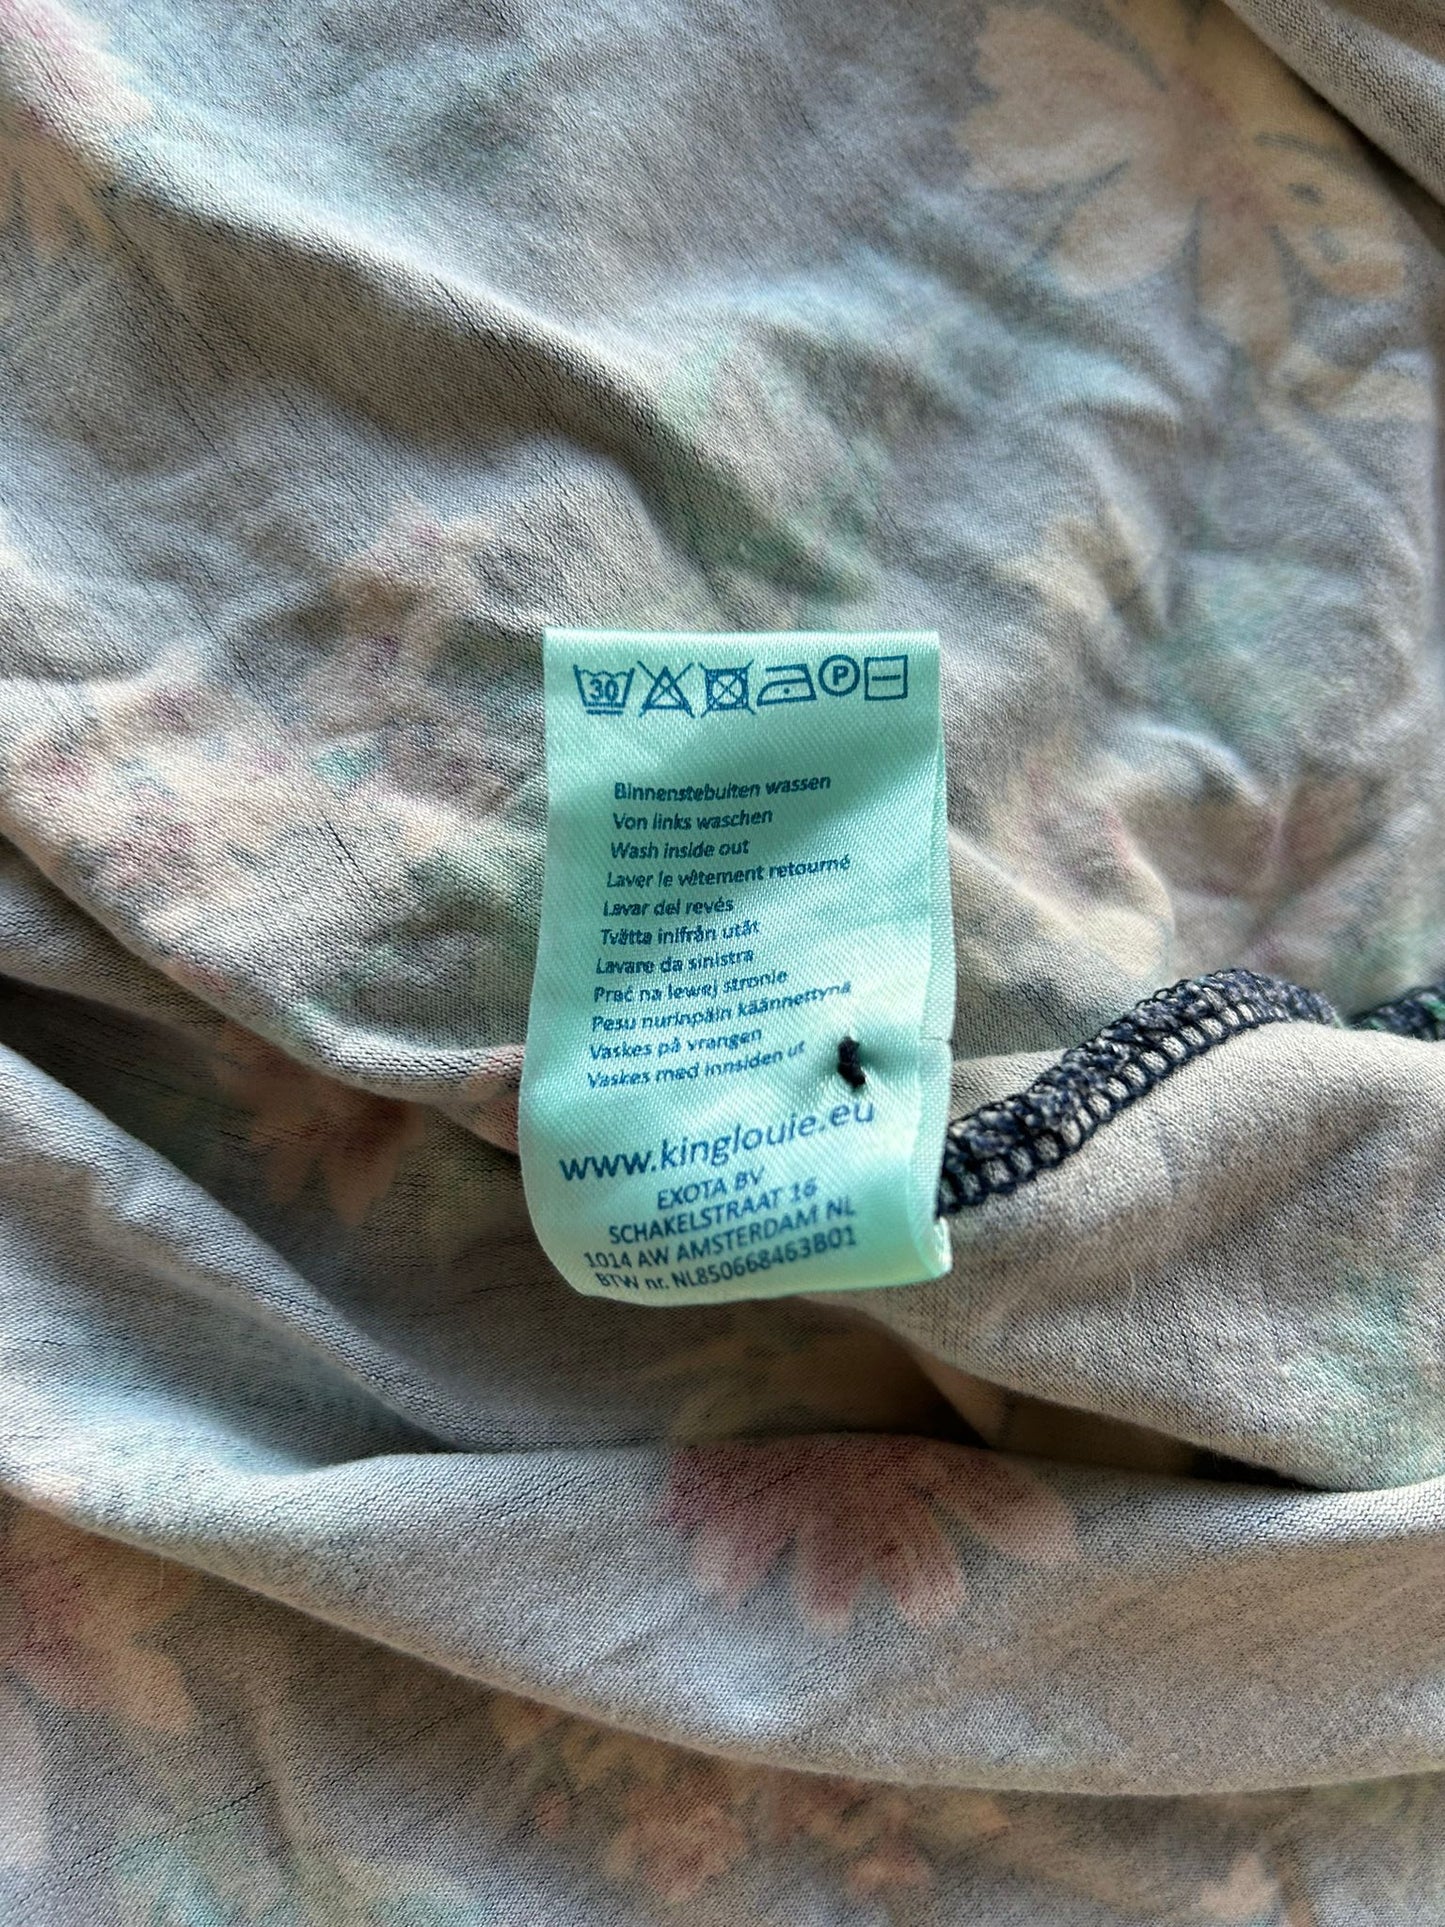 30 P
Binnenstebuiten wassen
Von links waschen
Wash inside out
Laver le vêtement retourné
Lavar del revés
Tvätta inifrån utåt
Lavare da sinistra
Prać na lewej stronie
Pesu nurinpäin käännettynä
Vaskes på vrangen
Vaskes med innsiden ut
www.kinglouie.eu
EXOTA BV
SCHAKELSTRAAT 16
1014 AW AMSTERDAM NL
BTW nr. NL850668463B01